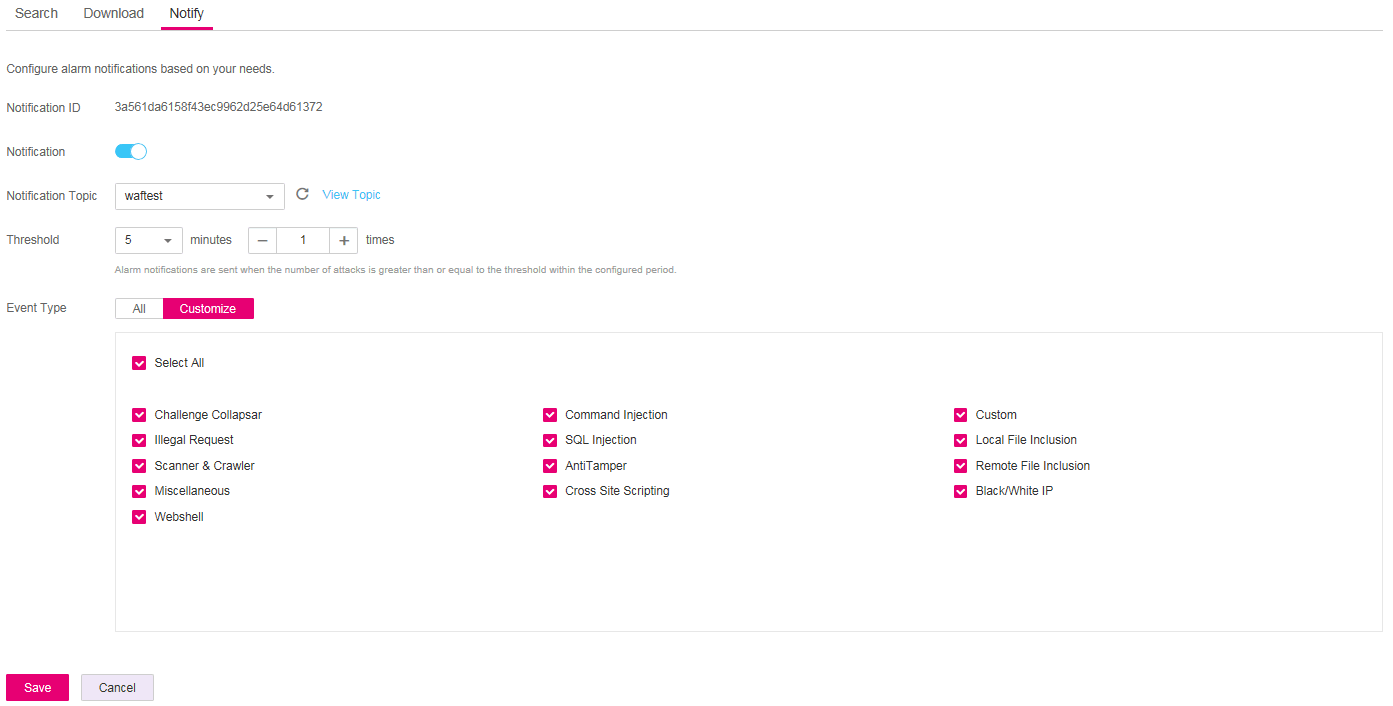 Search Download Notify
Configure alarm notifications based on your needs.
Notification ID 3a561da6158f43ec9962d25e64d61372
Notification
Notification Topic waftest View Topic
Threshold 5 minutes − 1 + times
Alarm notifications are sent when the number of attacks is greater than or equal to the threshold within the configured period.
Event Type All Customize
Select All
Challenge Collapsar Command Injection Custom
Illegal Request SQL Injection Local File Inclusion
Scanner & Crawler AntiTamper Remote File Inclusion
Miscellaneous Cross Site Scripting Black/White IP
Webshell
Save Cancel